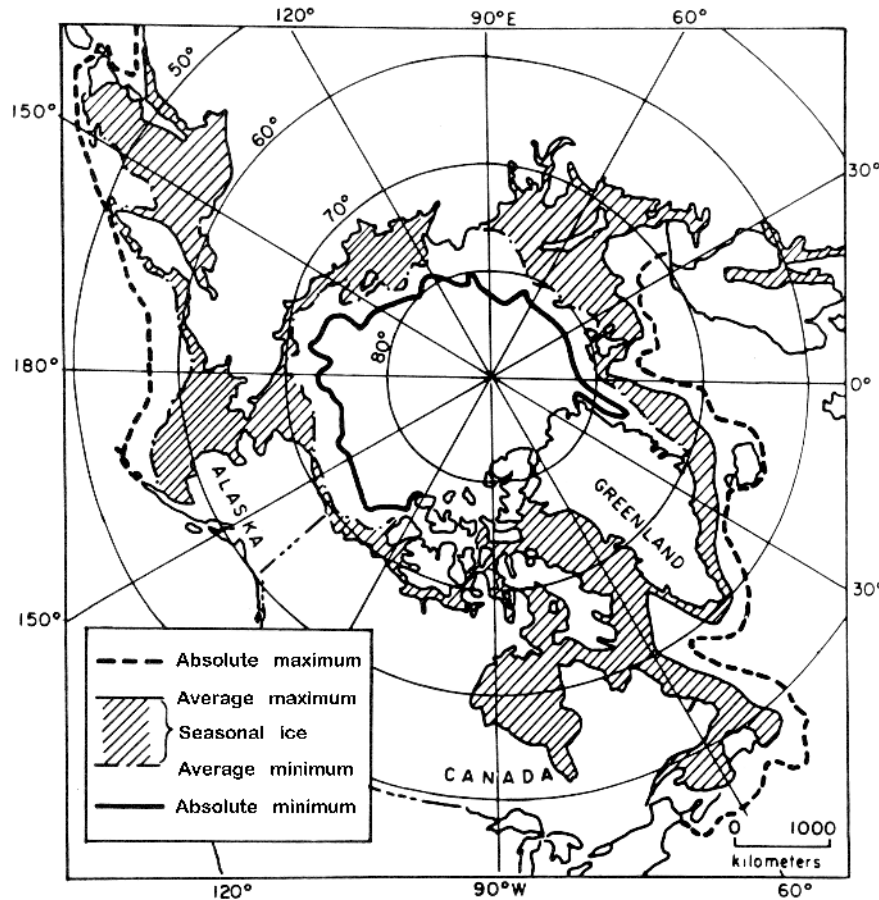 120°
90°E
60°
50°
150°
60°
30°
70°
80°
180°
0°
ALASKA
GREENLAND
150°
30°
Absolute maximum
Average maximum
Seasonal ice
Average minimum
Absolute minimum
CANADA
0 1000
kilometers
120°
90°W
60°